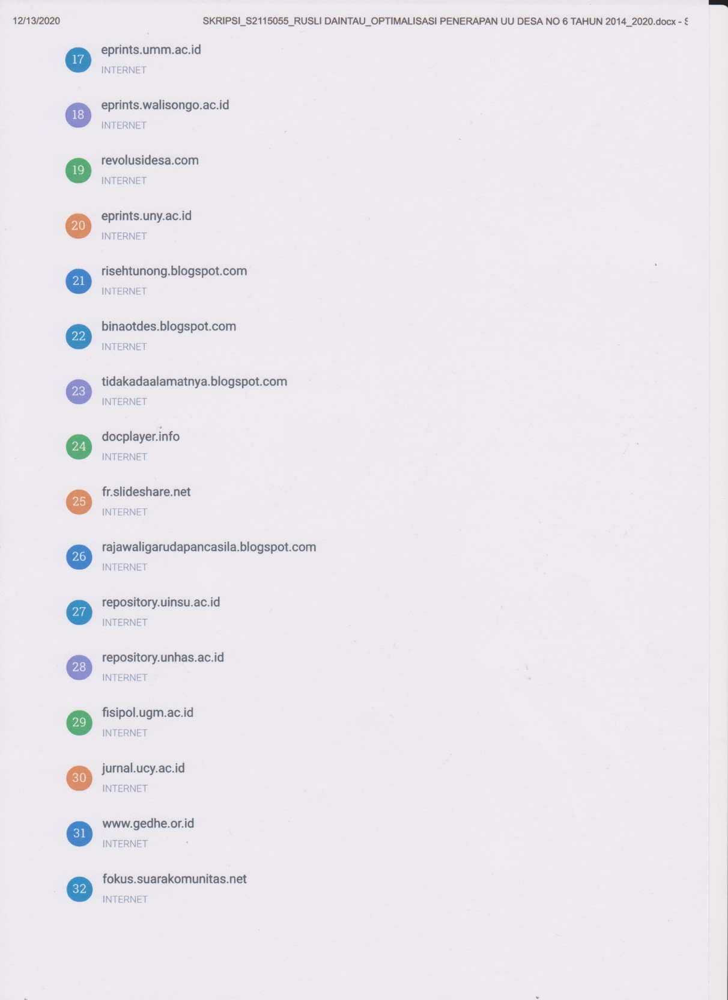 12/13/2020 SKRIPSI_S2115055_RUSLI DAINTAU_OPTIMALISASI PENERAPAN UU DESA NO 6 TAHUN 2014_2020.docx -
17 eprints.umm.ac.id
INTERNET
18 eprints.walisongo.ac.id
INTERNET
19 revolusidesa.com
INTERNET
20 eprints.uny.ac.id
INTERNET
21 risehtunong.blogspot.com
INTERNET
22 binaotdes.blogspot.com
INTERNET
23 tidakadaalamatnya.blogspot.com
INTERNET
24 docplayer.info
INTERNET
25 fr.slideshare.net
INTERNET
26 rajawaligarudapancasila.blogspot.com
INTERNET
27 repository.uinsu.ac.id
INTERNET
28 repository.unhas.ac.id
INTERNET
29 fisipol.ugm.ac.id
INTERNET
30 jurnal.ucy.ac.id
INTERNET
31 www.gedhe.or.id
INTERNET
32 fokus.suarakomunitas.net
INTERNET